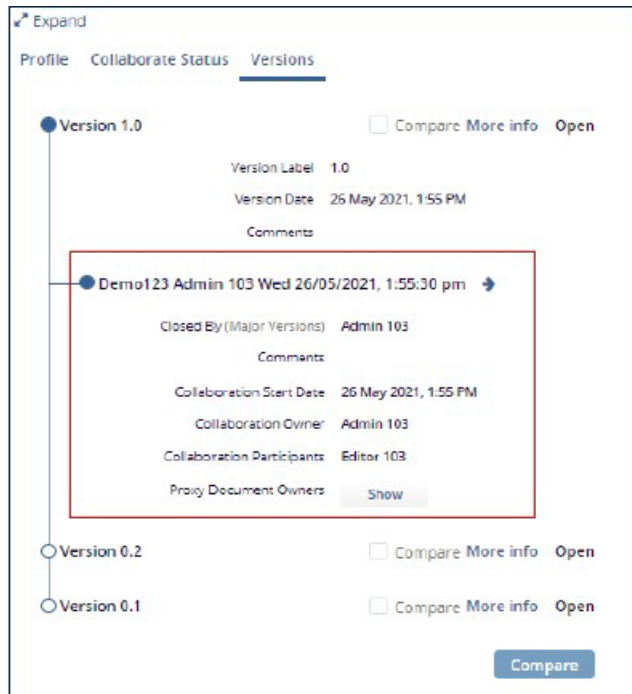 Expand
Profile Collaborate Status Versions
Version 1.0 Compare More info Open
Version Label 1.0
Version Date 26 May 2021, 1:55 PM
Comments
Demo123 Admin 103 Wed 26/05/2021, 1:55:30 pm
Closed By (Major Versions) Admin 103
Comments
Collaboration Start Date 26 May 2021, 1:55 PM
Collaboration Owner Admin 103
Collaboration Participants Editor 103
Proxy Document Owners Show
Version 0.2 Compare More info Open
Version 0.1 Compare More info Open
Compare